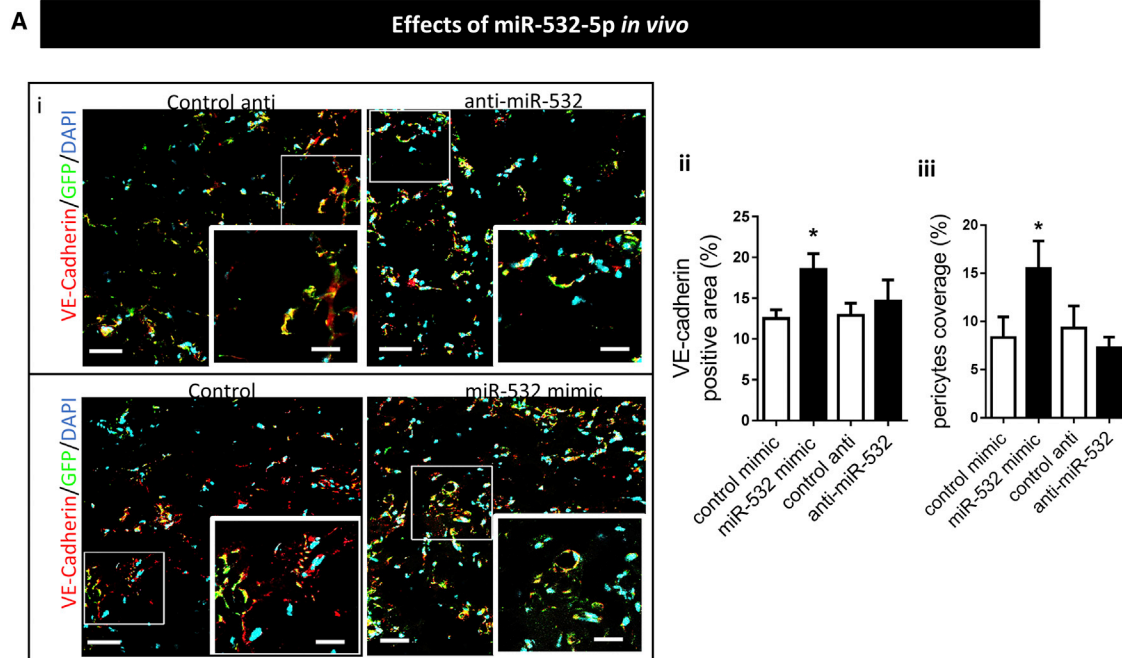 A
Effects of miR-532-5p in vivo
i
Control anti
anti-miR-532
VE-Cadherin/GFP/DAPI
Control
miR-532 mimic
VE-Cadherin/GFP/DAPI
ii
VE-cadherin
positive area (%)
25
20
15
10
5
0
*
control mimic
miR-532 mimic
control anti
anti-miR-532
iii
pericytes coverage (%)
20
15
10
5
0
*
control mimic
miR-532 mimic
control anti
anti-miR-532